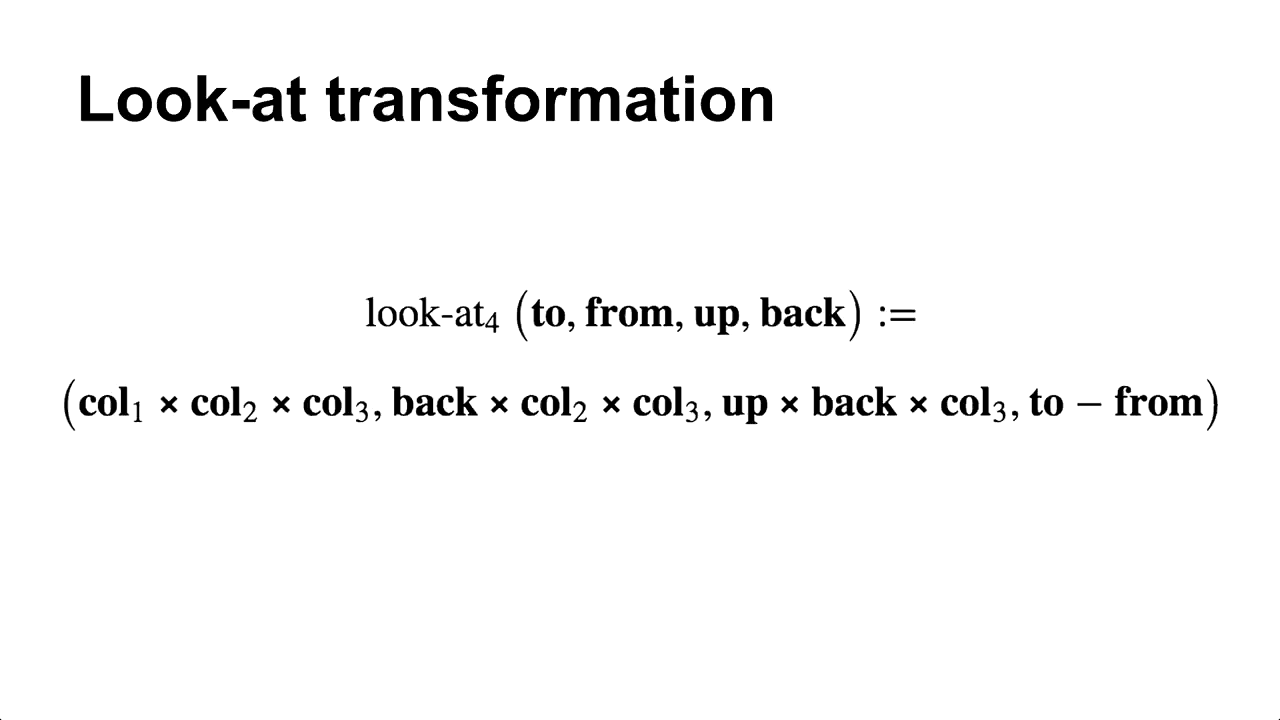 Look-at transformation
look-at₄ (to, from, up, back) :=
(col₁ × col₂ × col₃, back × col₂ × col₃, up × back × col₃, to − from)